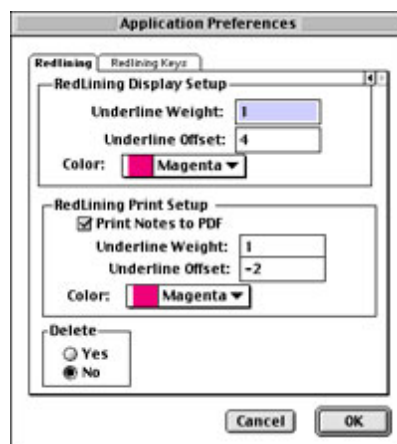 Application Preferences
Redlining Redlining Keys
RedLining Display Setup
Underline Weight: 1
Underline Offset: 4
Color: Magenta
RedLining Print Setup
Print Notes to PDF
Underline Weight: 1
Underline Offset: -2
Color: Magenta
Delete
Yes
No
Cancel OK